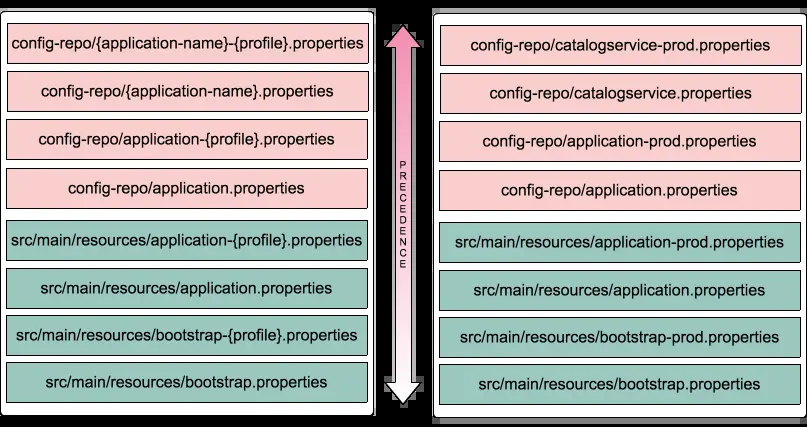 config-repo/{application-name}-{profile}.properties
config-repo/{application-name}.properties
config-repo/application-{profile}.properties
config-repo/application.properties
src/main/resources/application-{profile}.properties
src/main/resources/application.properties
src/main/resources/bootstrap-{profile}.properties
src/main/resources/bootstrap.properties
PRECEDENCE
config-repo/catalogservice-prod.properties
config-repo/catalogservice.properties
config-repo/application-prod.properties
config-repo/application.properties
src/main/resources/application-prod.properties
src/main/resources/application.properties
src/main/resources/bootstrap-prod.properties
src/main/resources/bootstrap.properties